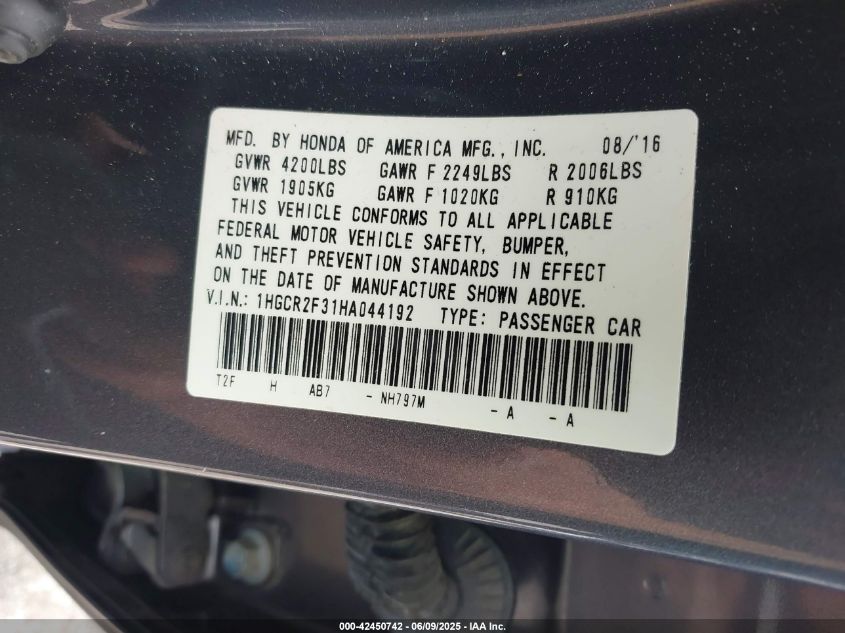 MFD. BY HONDA OF AMERICA MFG., INC. 08/'16
GVWR 4200LBS GAWR F 2249LBS R 2006LBS
GVWR 1905KG GAWR F 1020KG R 910KG
THIS VEHICLE CONFORMS TO ALL APPLICABLE
FEDERAL MOTOR VEHICLE SAFETY, BUMPER,
AND THEFT PREVENTION STANDARDS IN EFFECT
ON THE DATE OF MANUFACTURE SHOWN ABOVE.
V.I.N.: 1HGCR2F31HA044192 TYPE: PASSENGER CAR
T2F H AB7 - NH797M - A - A
000-42450742 - 06/09/2025 - IAA Inc.